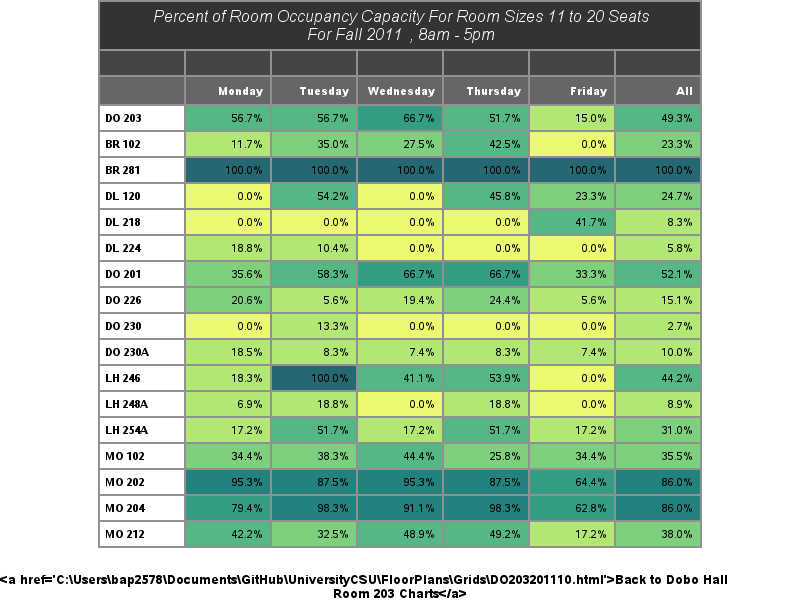 Percent of Room Occupancy Capacity For Room Sizes 11 to 20 Seats
For Fall 2011 , 8am - 5pm
Monday Tuesday Wednesday Thursday Friday All
DO 203 56.7% 56.7% 66.7% 51.7% 15.0% 49.3%
BR 102 11.7% 35.0% 27.5% 42.5% 0.0% 23.3%
BR 281 100.0% 100.0% 100.0% 100.0% 100.0% 100.0%
DL 120 0.0% 54.2% 0.0% 45.8% 23.3% 24.7%
DL 218 0.0% 0.0% 0.0% 0.0% 41.7% 8.3%
DL 224 18.8% 10.4% 0.0% 0.0% 0.0% 5.8%
DO 201 35.6% 58.3% 66.7% 66.7% 33.3% 52.1%
DO 226 20.6% 5.6% 19.4% 24.4% 5.6% 15.1%
DO 230 0.0% 13.3% 0.0% 0.0% 0.0% 2.7%
DO 230A 18.5% 8.3% 7.4% 8.3% 7.4% 10.0%
LH 246 18.3% 100.0% 41.1% 53.9% 0.0% 44.2%
LH 248A 6.9% 18.8% 0.0% 18.8% 0.0% 8.9%
LH 254A 17.2% 51.7% 17.2% 51.7% 17.2% 31.0%
MO 102 34.4% 38.3% 44.4% 25.8% 34.4% 35.5%
MO 202 95.3% 87.5% 95.3% 87.5% 64.4% 86.0%
MO 204 79.4% 98.3% 91.1% 98.3% 62.8% 86.0%
MO 212 42.2% 32.5% 48.9% 49.2% 17.2% 38.0%
<a href='C:\Users\bap2578\Documents\GitHub\UniversityCSU\FloorPlans\Grids\DO203201110.html'>Back to Dobo Hall
Room 203 Charts</a>